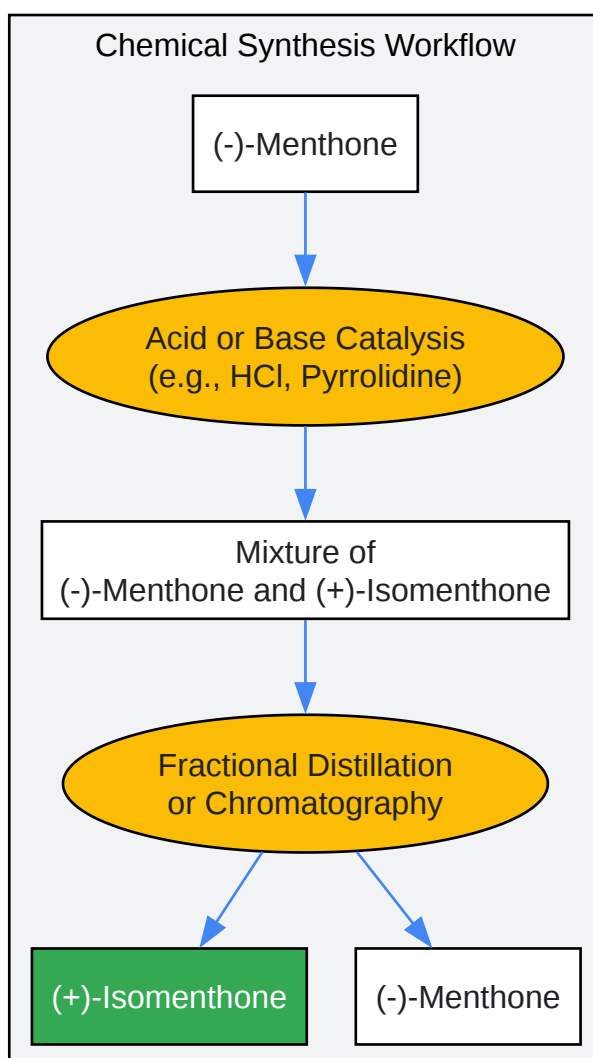 Chemical Synthesis Workflow
(-)-Menthone
Acid or Base Catalysis
(e.g., HCl, Pyrrolidine)
Mixture of
(-)-Menthone and (+)-Isomenthone
Fractional Distillation
or Chromatography
(+)-Isomenthone
(-)-Menthone